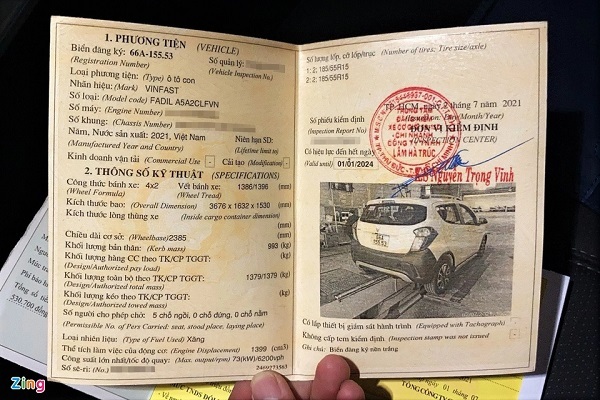 1. PHƯƠNG TIỆN (VEHICLE)
Biển đăng ký: 66A-155.53 Số quản lý:
(Registration Number) (Vehicle Inspection No.)
Loại phương tiện: (Type) ô tô con
Nhãn hiệu: (Mark) VINFAST
Số loại: (Model code) FADIL A5A2CLFVN
Số máy: (Engine Number)
Số khung: (Chassis Number)
Năm, Nước sản xuất: 2021, Việt Nam Niên hạn SD:
(Manufactured Year and Country) (Lifetime limit to)
Kinh doanh vận tải (Commercial Use) Cải tạo (Modification)
2. THÔNG SỐ KỸ THUẬT (SPECIFICATIONS)
Công thức bánh xe: 4x2 Vết bánh xe: 1386/1396 (mm)
(Wheel Formula) (Wheel Tread)
Kích thước bao: (Overall Dimension) 3676 x 1632 x 1530 (mm)
Kích thước lòng thùng xe (Inside cargo container dimension)
(mm)
Chiều dài cơ sở: (Wheelbase) 2385 (mm)
Khối lượng bản thân: (Kerb mass) 993 (kg)
Khối lượng hàng CC theo TK/CP TGGT: (kg)
(Design/Authorized pay load)
Khối lượng toàn bộ theo TK/CP TGGT: 1379/1379 (kg)
(Design/Authorized total mass)
Khối lượng kéo theo TK/CP TGGT: (kg)
(Design/Authorized towed mass)
Số người cho phép chở: 5 chỗ ngồi, 0 chỗ đứng, 0 chỗ nằm
(Permissible No. of Pers Carried: seat, stood place, laying place)
Loại nhiên liệu: (Type of Fuel Used) Xăng
Thể tích làm việc của động cơ: (Engine Displacement) 1399 (cm3)
Công suất lớn nhất/tốc độ quay: (Max. output/rpm) 73(kW)/6200vph
Số sê-ri: (No.)
Số lượng lốp, cỡ lốp/trục (Number of tires: Tire size/axle)
1: 2; 185/55R15
2: 2; 185/55R15
TP. HCM, ngày 2 tháng 7 năm 2021
Số phiếu kiểm định
(Inspection Report No.)
ĐƠN VỊ KIỂM ĐỊNH
Có hiệu lực đến hết ngày
(Valid until) 01/01/2024
TRUNG TÂM
ĐĂNG KIỂM
XE CƠ GIỚI
CHI NHÁNH
CÔNG TY
LÂM HÀ TRÚC
Nguyễn Trọng Vinh
Có lắp thiết bị giám sát hành trình (Equipped with Tachograph)
Không cấp tem kiểm định (Inspection stamp was not issued)
Ghi chú: Biển đăng ký nền trắng
Zing